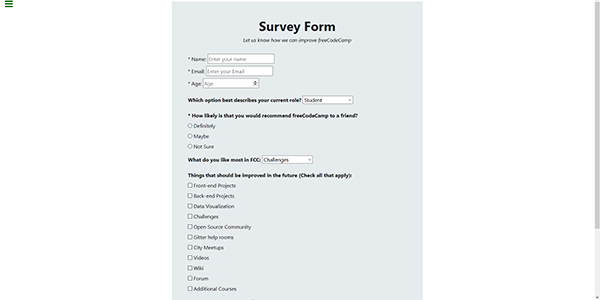 Survey Form
Let us know how we can improve freeCodeCamp
* Name: Enter your name
* Email: Enter your Email
* Age: Age
Which option best describes your current role? Student
* How likely is that you would recommend freeCodeCamp to a friend?
Definitely
Maybe
Not Sure
What do you like most in FCC: Challenges
Things that should be improved in the future (Check all that apply):
Front-end Projects
Back-end Projects
Data Visualization
Challenges
Open Source Community
Gitter help rooms
City Meetups
Videos
Wiki
Forum
Additional Courses